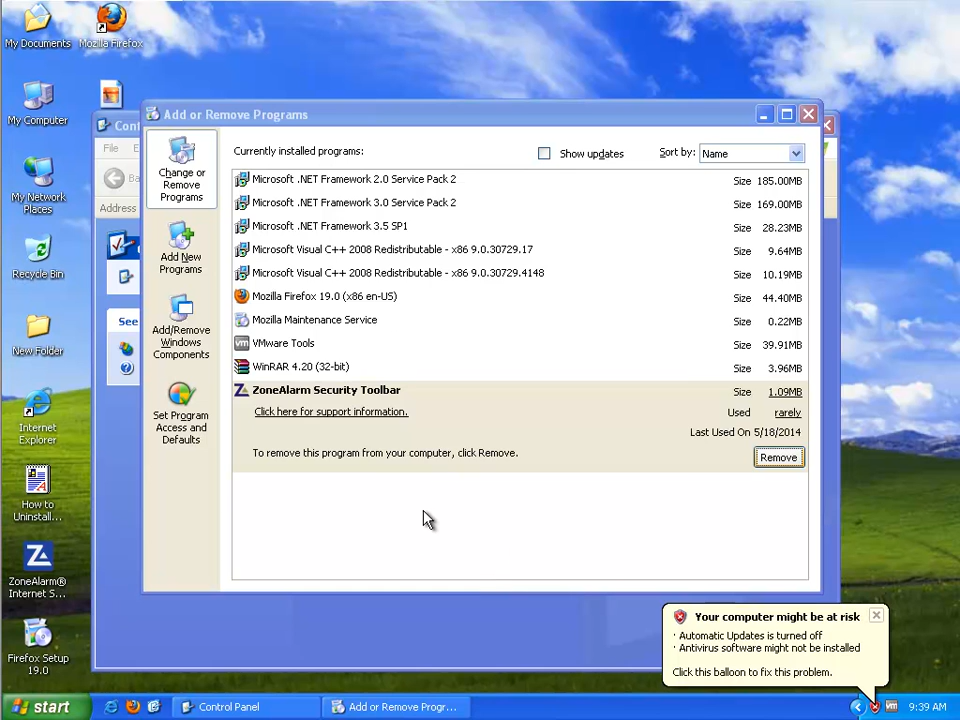 My Documents
Mozilla Firefox
My Computer
My Network
Places
Recycle Bin
New Folder
Internet
Explorer
How to
Uninstall...
ZoneAlarm®
Internet S...
Firefox Setup
19.0
File
Address
See
Add or Remove Programs
Change or
Remove
Programs
Add New
Programs
Add/Remove
Windows
Components
Set Program
Access and
Defaults
Currently installed programs:
Show updates
Sort by: Name
Microsoft .NET Framework 2.0 Service Pack 2 Size 185.00MB
Microsoft .NET Framework 3.0 Service Pack 2 Size 169.00MB
Microsoft .NET Framework 3.5 SP1 Size 28.23MB
Microsoft Visual C++ 2008 Redistributable - x86 9.0.30729.17 Size 9.64MB
Microsoft Visual C++ 2008 Redistributable - x86 9.0.30729.4148 Size 10.19MB
Mozilla Firefox 19.0 (x86 en-US) Size 44.40MB
Mozilla Maintenance Service Size 0.22MB
VMware Tools Size 39.91MB
WinRAR 4.20 (32-bit) Size 3.96MB
ZoneAlarm Security Toolbar Size 1.09MB
Click here for support information. Used rarely
Last Used On 5/18/2014
To remove this program from your computer, click Remove. Remove
Your computer might be at risk
Automatic Updates is turned off
Antivirus software might not be installed
Click this balloon to fix this problem.
start
Control Panel
Add or Remove Progr...
9:39 AM